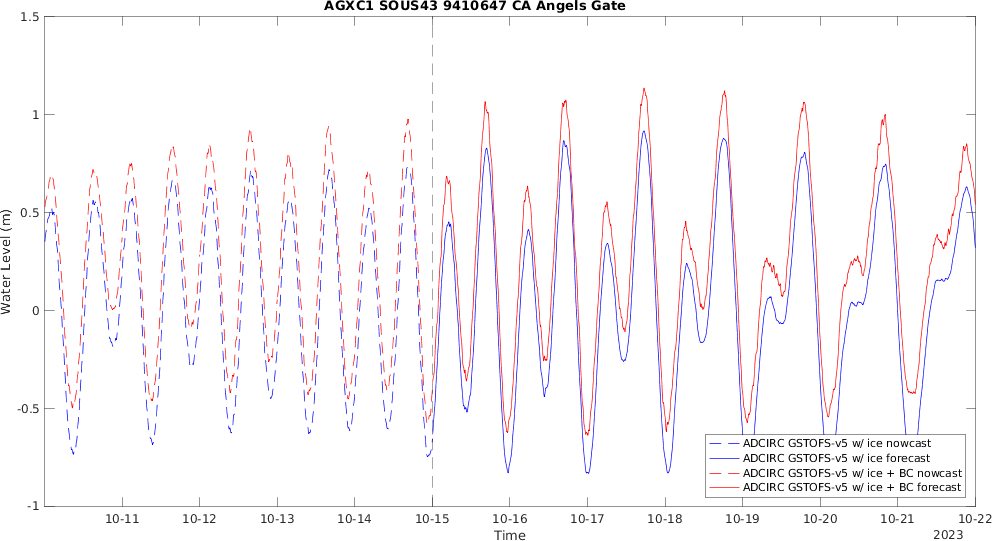 AGXC1 SOUS43 9410647 CA Angels Gate
1.5
1
0.5
0
-0.5
-1
Water Level (m)
10-11 10-12 10-13 10-14 10-15 10-16 10-17 10-18 10-19 10-20 10-21 10-22
Time
2023
ADCIRC GSTOFS-v5 w/ ice nowcast
ADCIRC GSTOFS-v5 w/ ice forecast
ADCIRC GSTOFS-v5 w/ ice + BC nowcast
ADCIRC GSTOFS-v5 w/ ice + BC forecast